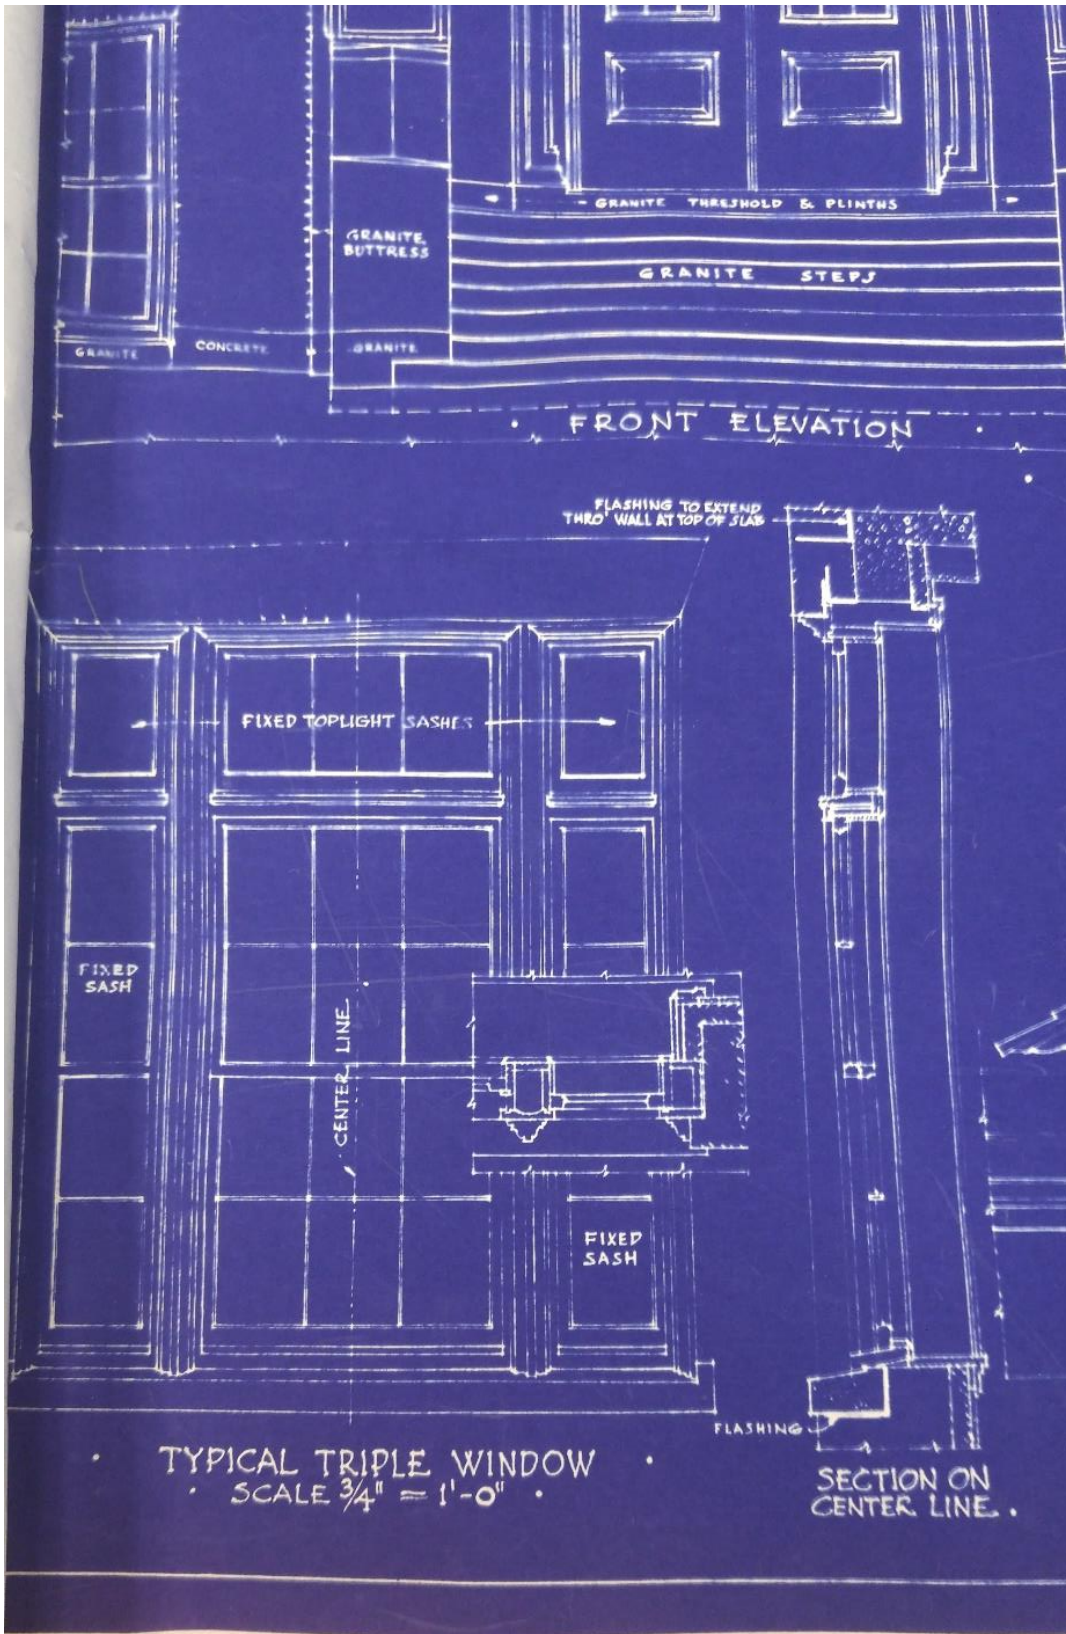 GRANITE THRESHOLD & PLINTHS
GRANITE
BUTTRESS
GRANITE STEPS
GRANITE
CONCRETE
GRANITE
FRONT ELEVATION
FLASHING TO EXTEND
THRO' WALL AT TOP OF SLAB
FIXED TOPLIGHT SASHES
FIXED
SASH
CENTER LINE
FIXED
SASH
FLASHING
TYPICAL TRIPLE WINDOW
SCALE 3/4" = 1'-0"
SECTION ON
CENTER LINE.